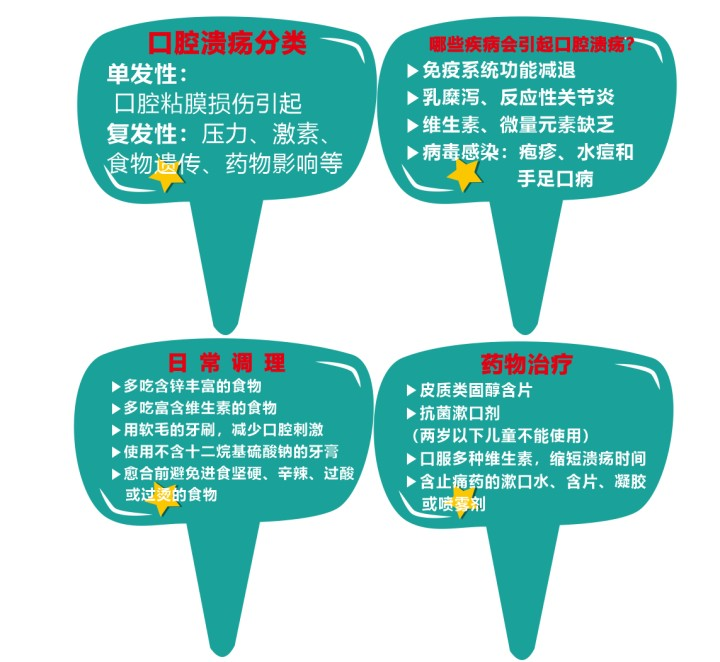 口腔溃疡分类
单发性：
口腔粘膜损伤引起
复发性：压力、激素、
食物遗传、药物影响等
哪些疾病会引起口腔溃疡？
▶免疫系统功能减退
▶乳糜泻、反应性关节炎
▶维生素、微量元素缺乏
▶病毒感染：疱疹、水痘和
手足口病
日常调理
▶多吃含锌丰富的食物
▶多吃富含维生素的食物
▶用软毛的牙刷，减少口腔刺激
▶使用不含十二烷基硫酸钠的牙膏
▶愈合前避免进食坚硬、辛辣、过酸
或过烫的食物
药物治疗
▶皮质类固醇含片
▶抗菌漱口剂
（两岁以下儿童不能使用）
▶口服多种维生素，缩短溃疡时间
▶含止痛药的漱口水、含片、凝胶
或喷雾剂